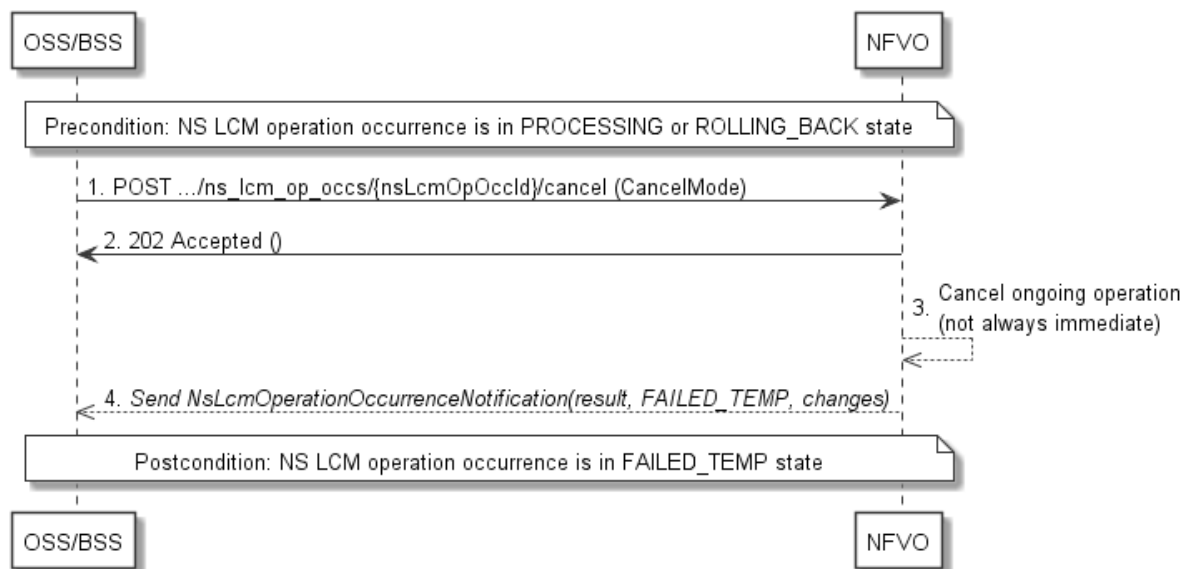 OSS/BSS
NFVO
Precondition: NS LCM operation occurrence is in PROCESSING or ROLLING_BACK state
1. POST .../ns_lcm_op_occs/{nsLcmOpOccId}/cancel (CancelMode)
2. 202 Accepted ()
3. Cancel ongoing operation
(not always immediate)
4. Send NsLcmOperationOccurrenceNotification(result, FAILED_TEMP, changes)
Postcondition: NS LCM operation occurrence is in FAILED_TEMP state
OSS/BSS
NFVO